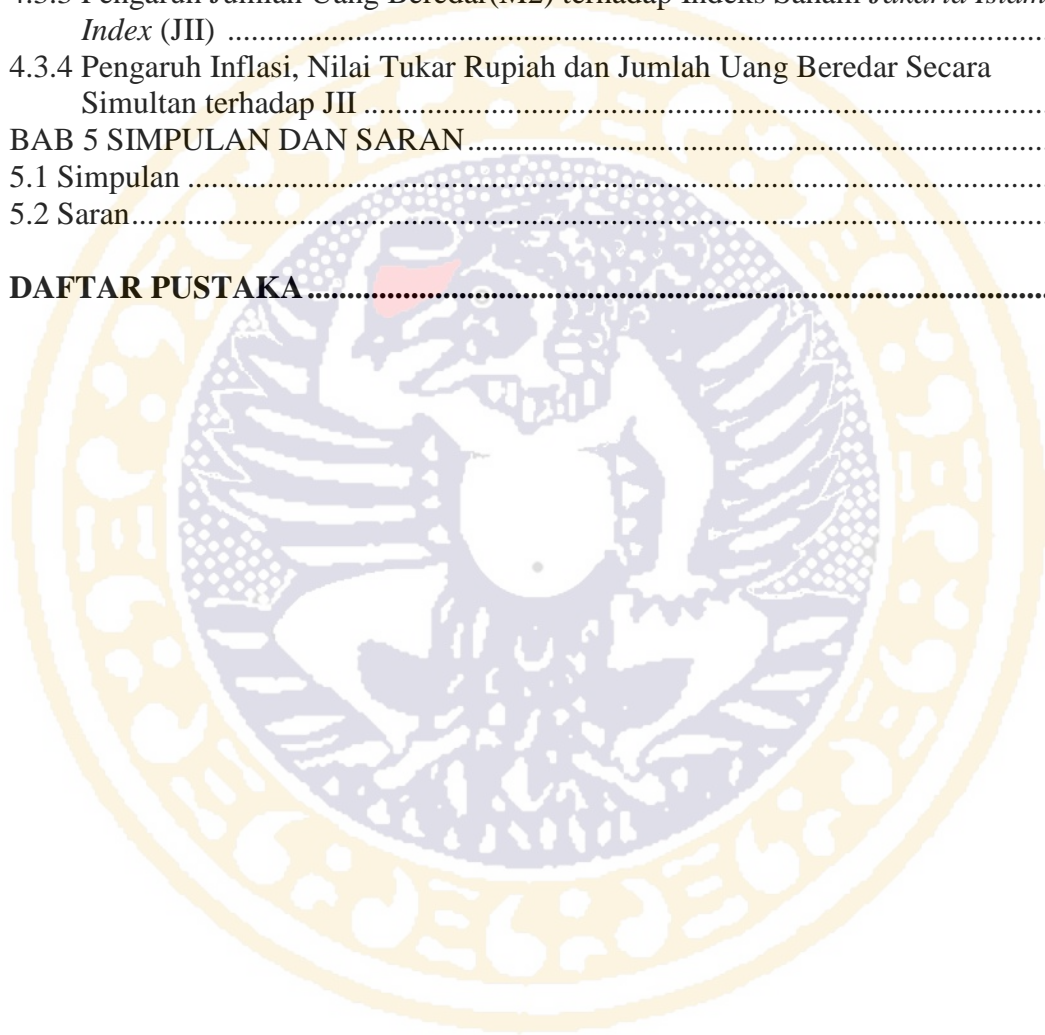 4.3.3 Pengaruh Jumlah Uang Beredar(M2) terhadap Indeks Saham Jakarta Islam
Index (JII) ....................................................................................................
4.3.4 Pengaruh Inflasi, Nilai Tukar Rupiah dan Jumlah Uang Beredar Secara
Simultan terhadap JII ....................................................................................
BAB 5 SIMPULAN DAN SARAN ........................................................................
5.1 Simpulan ..........................................................................................................
5.2 Saran..................................................................................................................
DAFTAR PUSTAKA ............................................................................................